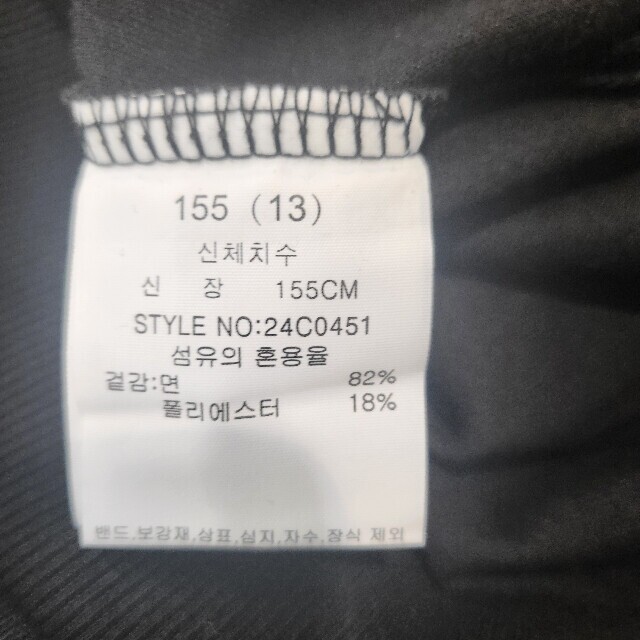 155 (13)
신체치수
신 장 155CM
STYLE NO:24C0451
섬유의 혼용율
겉감:면 82%
폴리에스터 18%
밴드.보강재,상표,심지,자수,장식 제외